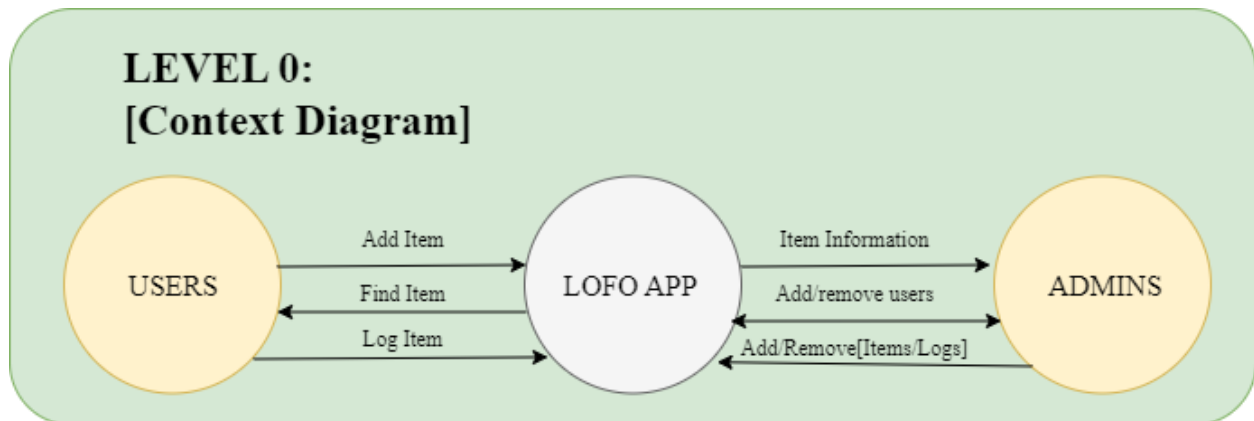 LEVEL 0:
[Context Diagram]
USERS
Add Item
Find Item
Log Item
LOFO APP
Item Information
Add/remove users
Add/Remove[Items/Logs]
ADMINS